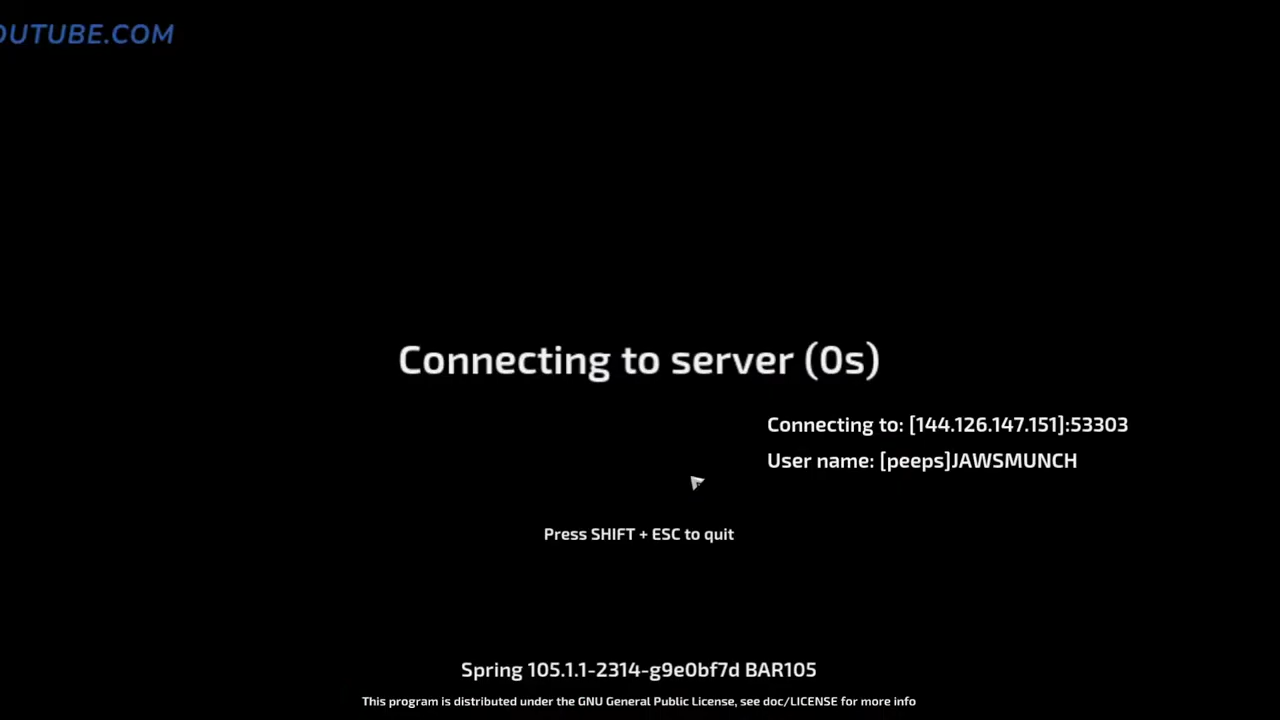 OUTUBE.COM
Connecting to server (0s)
Connecting to: [144.126.147.151]:53303
User name: [peeps]JAWSMUNCH
Press SHIFT + ESC to quit
Spring 105.1.1-2314-g9e0bf7d BAR105
This program is distributed under the GNU General Public License, see doc/LICENSE for more info